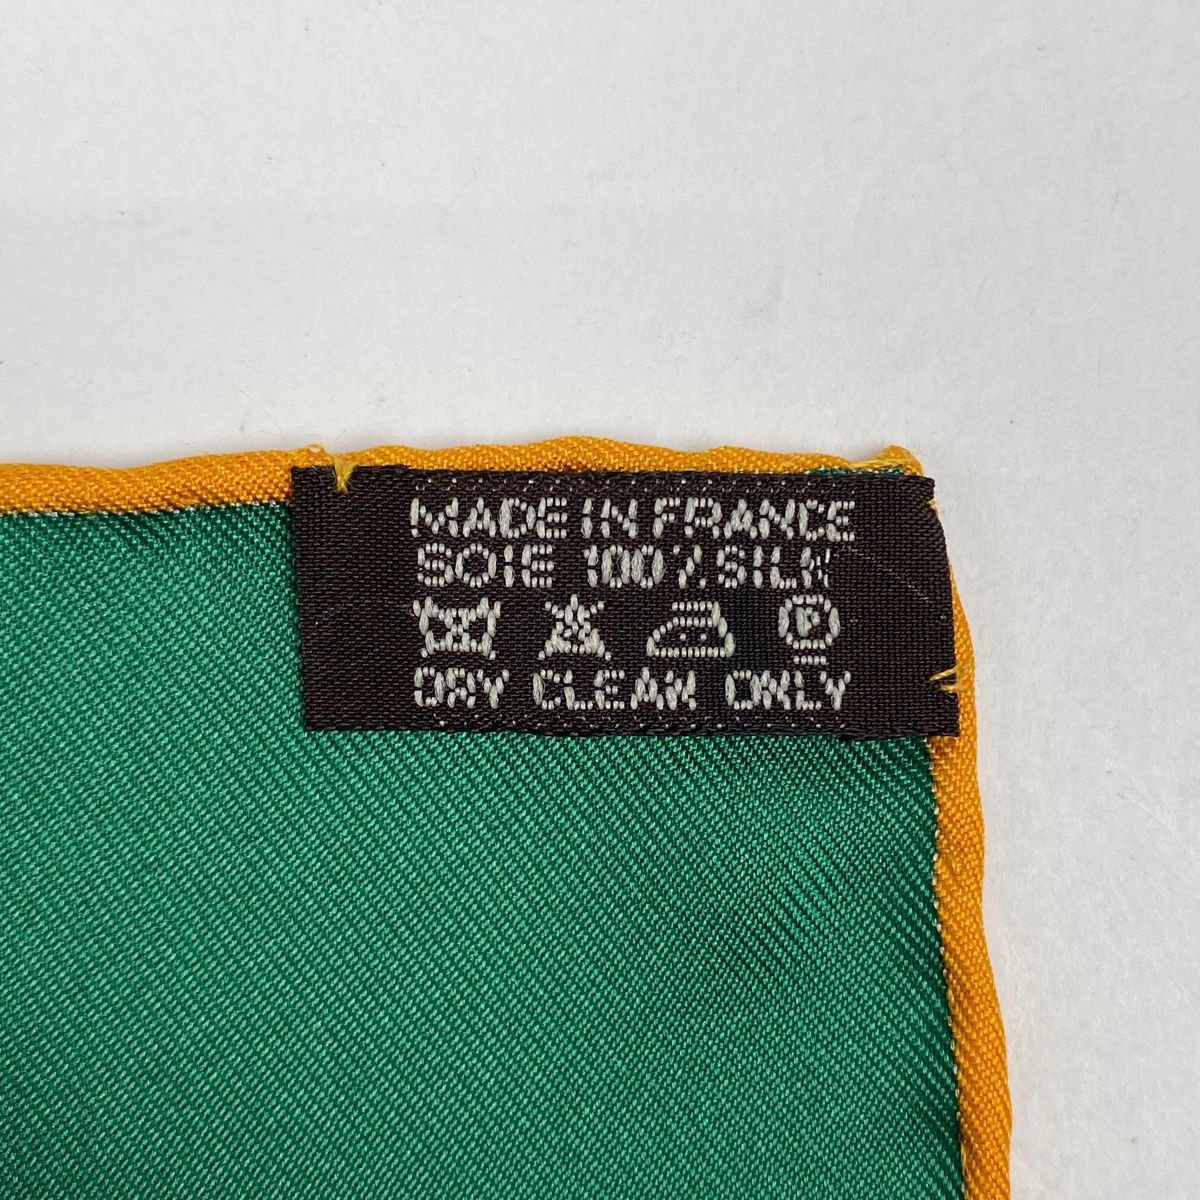 MADE IN FRANCE
SOIE 100% SILK
P
DRY CLEAN ONLY